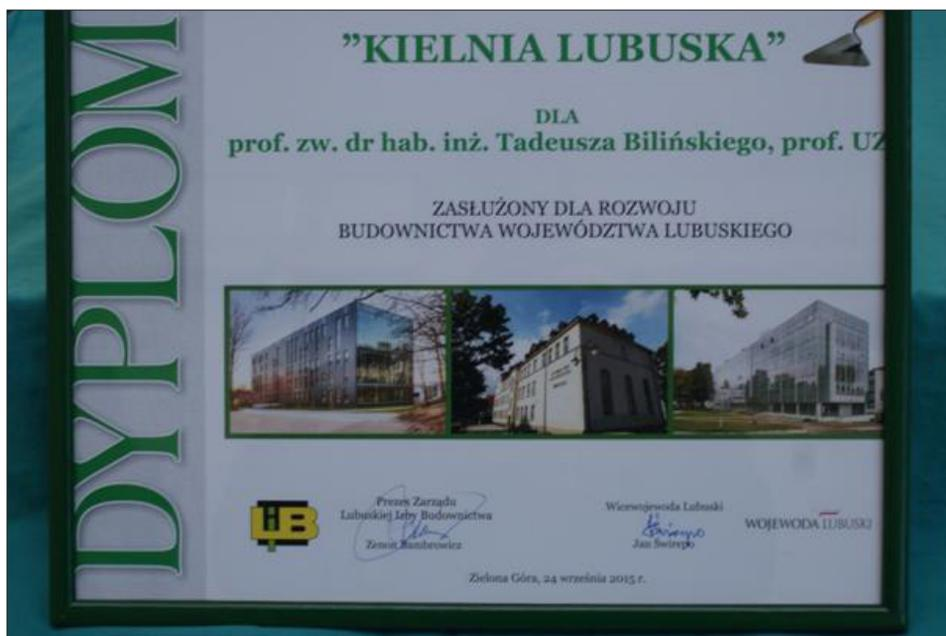 DYPLOM
”KIELNIA LUBUSKA”
DLA
prof. zw. dr hab. inż. Tadeusza Bilińskiego, prof. UZ
ZASŁUŻONY DLA ROZWOJU
BUDOWNICTWA WOJEWÓDZTWA LUBUSKIEGO
Prezes Zarządu
Lubuskiej Izby Budownictwa
Zenon Bambrowicz
LIB
Wicewojewoda Lubuski
Jan Świrepo
WOJEWODA LUBUSKI
Zielona Góra, 24 września 2015 r.